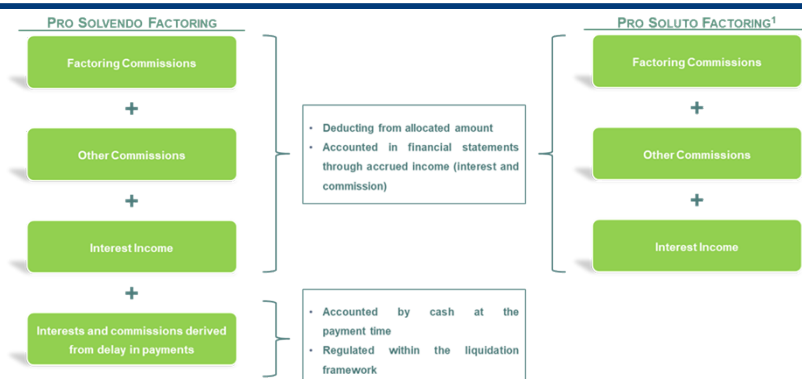 PRO SOLVENDO FACTORING
Factoring Commissions
+
Other Commissions
+
Interest Income
+
Interests and commissions derived
from delay in payments
• Deducting from allocated amount
• Accounted in financial statements
through accrued income (interest and
commission)
• Accounted by cash at the
payment time
• Regulated within the liquidation
framework
PRO SOLUTO FACTORING¹
Factoring Commissions
+
Other Commissions
+
Interest Income